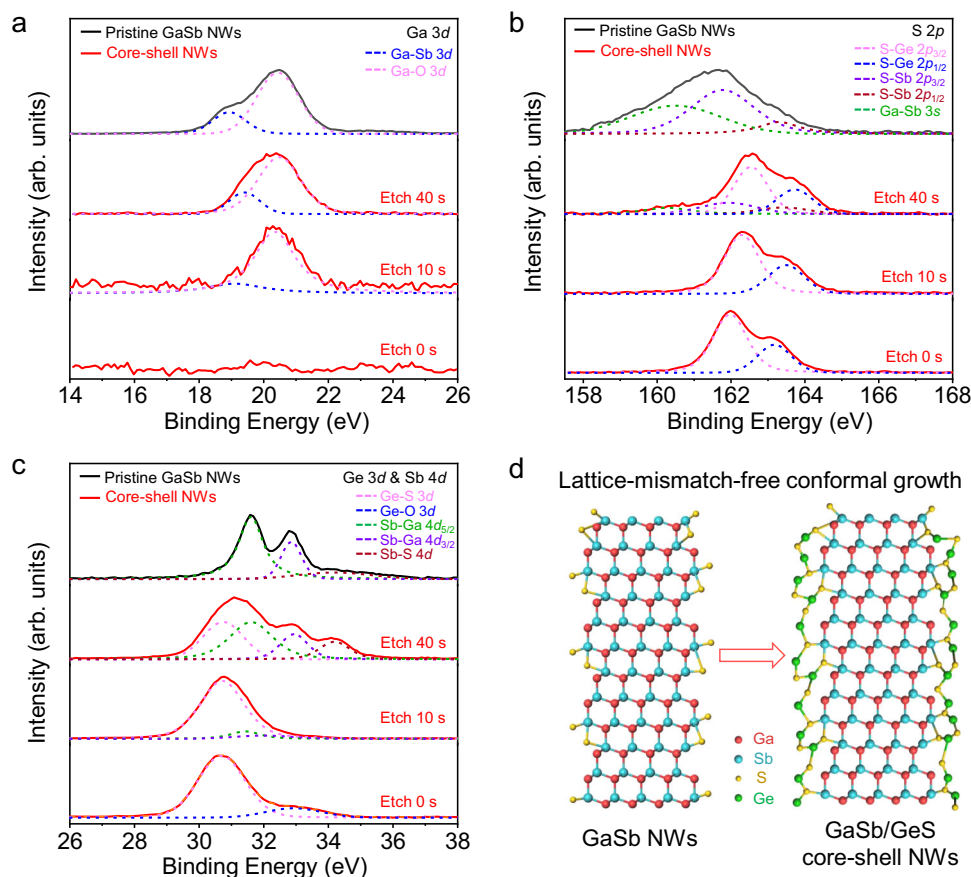 a
Pristine GaSb NWs
Core-shell NWs
Ga 3d
Ga-Sb 3d
Ga-O 3d
Etch 40 s
Etch 10 s
Etch 0 s
Intensity (arb. units)
14 16 18 20 22 24 26
Binding Energy (eV)
b
Pristine GaSb NWs
Core-shell NWs
S 2p
S-Ge 2p3/2
S-Ge 2p1/2
S-Sb 2p3/2
S-Sb 2p1/2
Ga-Sb 3s
Etch 40 s
Etch 10 s
Etch 0 s
Intensity (arb. units)
158 160 162 164 166 168
Binding Energy (eV)
c
Pristine GaSb NWs
Core-shell NWs
Ge 3d & Sb 4d
Ge-S 3d
Ge-O 3d
Sb-Ga 4d5/2
Sb-Ga 4d3/2
Sb-S 4d
Etch 40 s
Etch 10 s
Etch 0 s
Intensity (arb. units)
26 28 30 32 34 36 38
Binding Energy (eV)
d
Lattice-mismatch-free conformal growth
Ga
Sb
S
Ge
GaSb NWs
GaSb/GeS
core-shell NWs